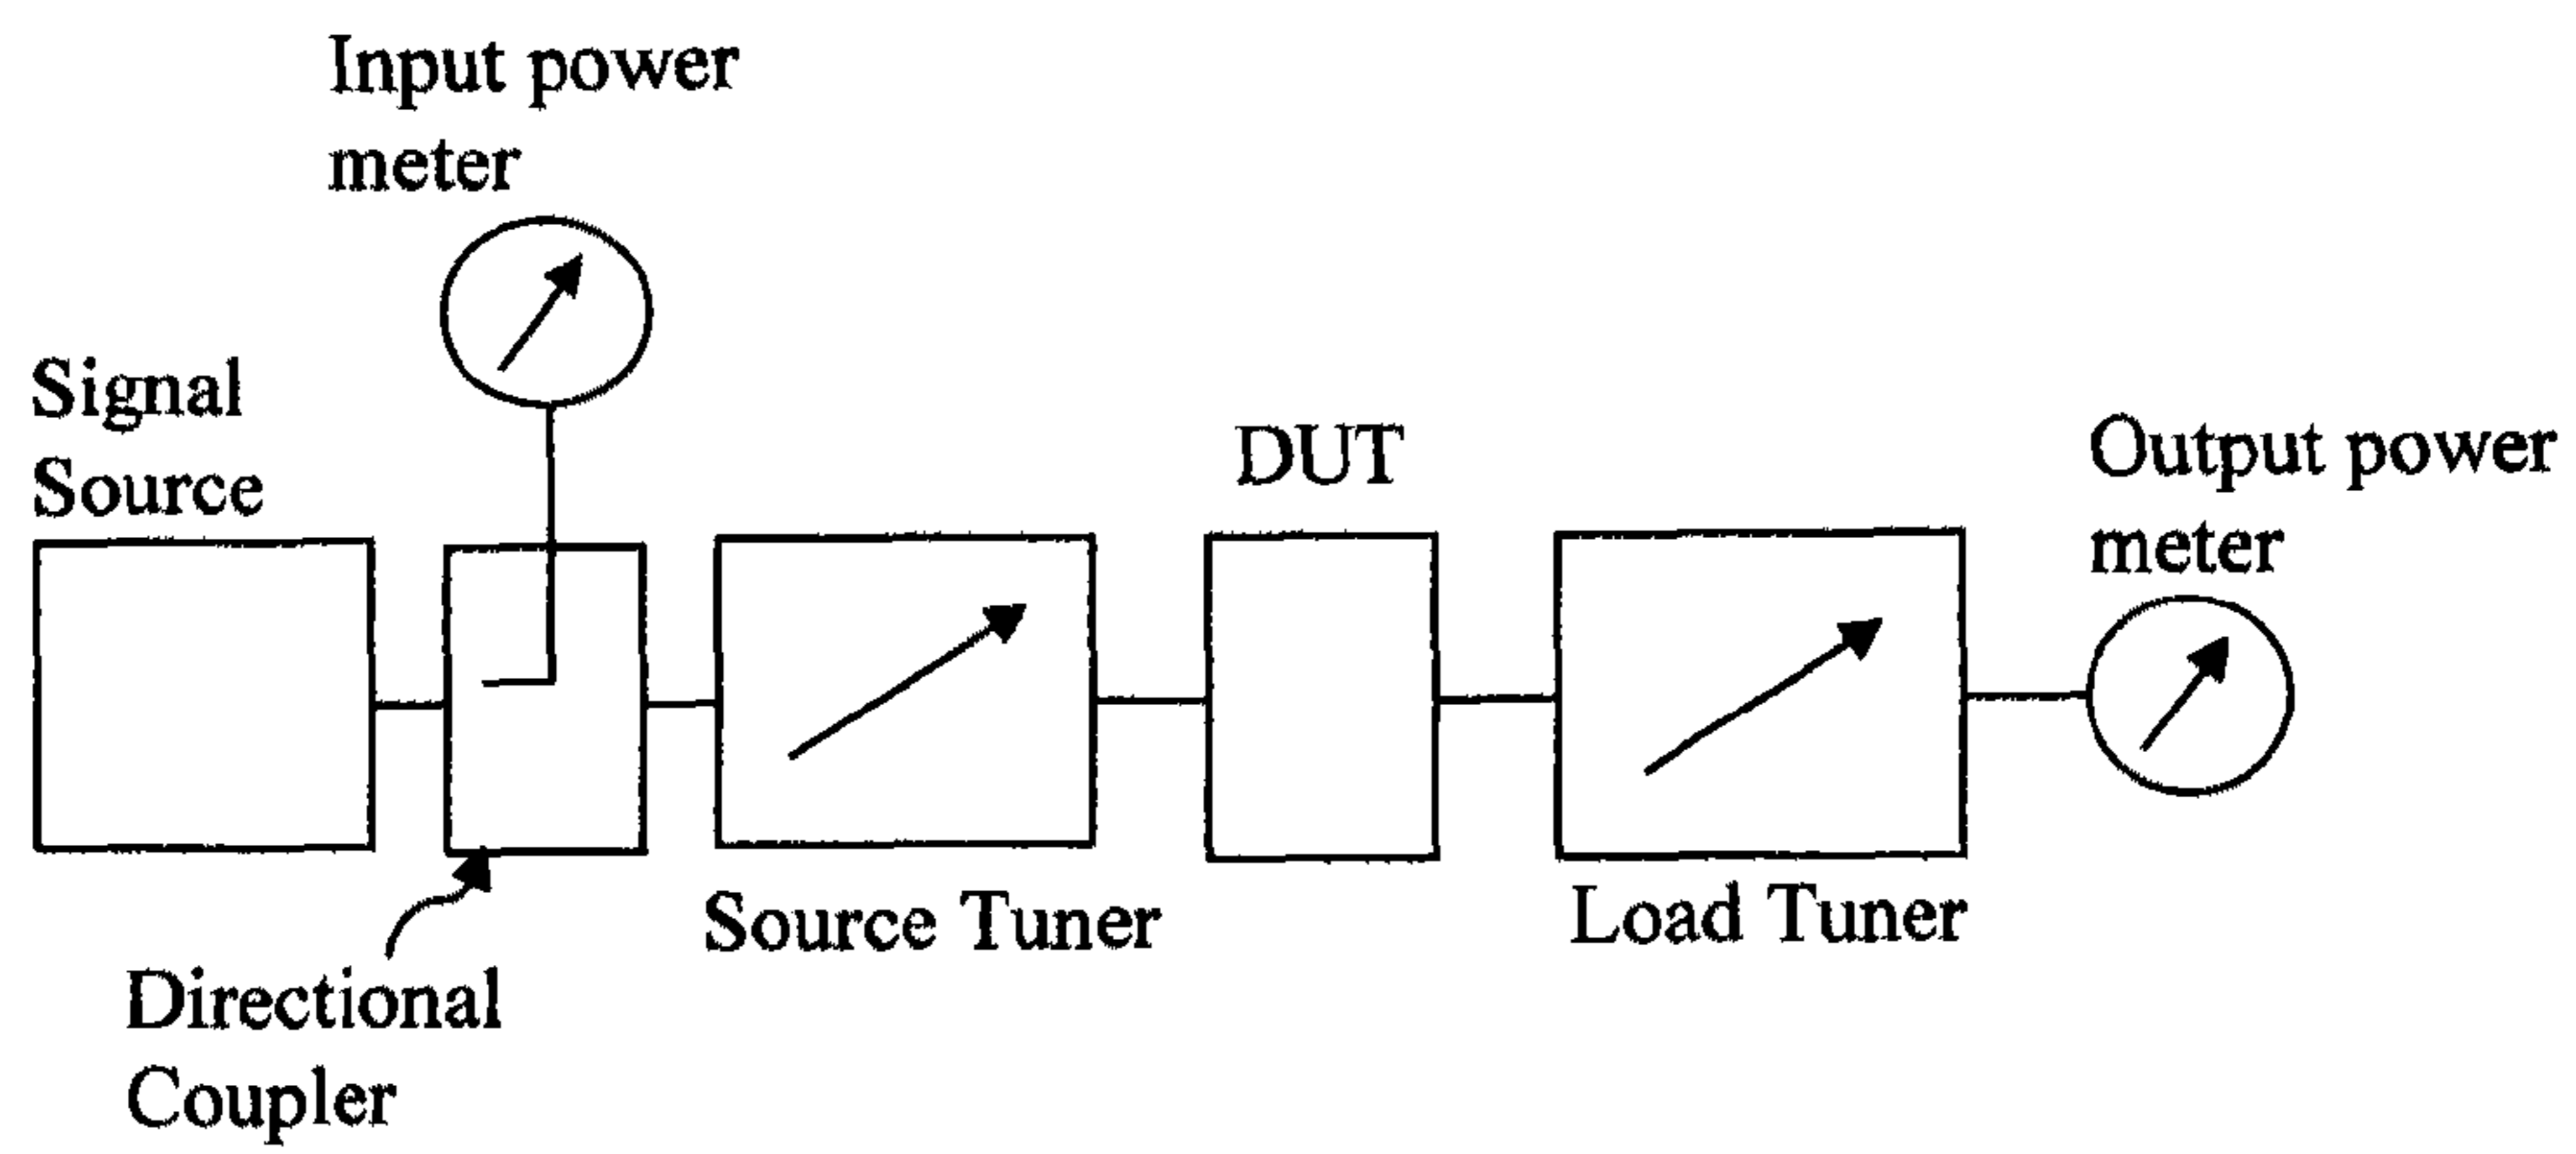 Input power
meter
Signal
Source
DUT
Output power
meter
Source Tuner
Load Tuner
Directional
Coupler